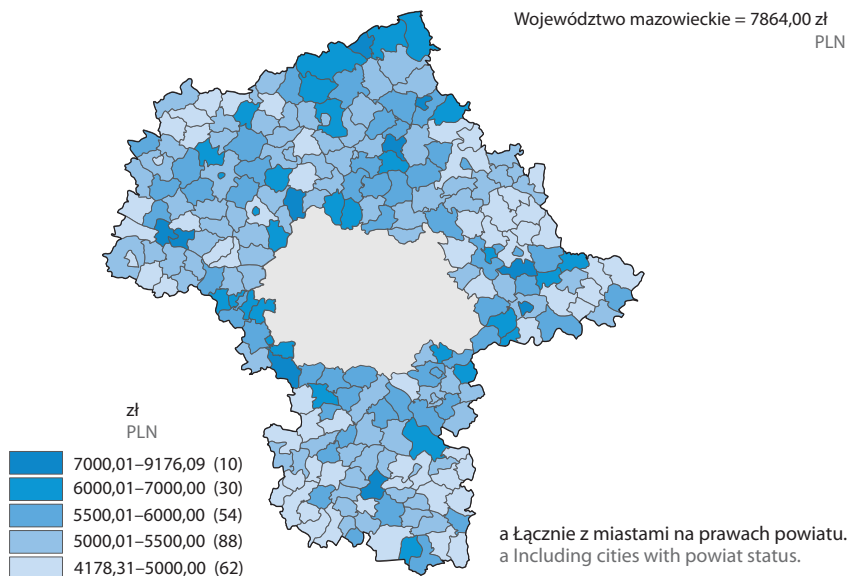 Województwo mazowieckie = 7864,00 zł
PLN
zł
PLN
7000,01–9176,09 (10)
6000,01–7000,00 (30)
5500,01–6000,00 (54)
5000,01–5500,00 (88)
4178,31–5000,00 (62)
a Łącznie z miastami na prawach powiatu.
a Including cities with powiat status.